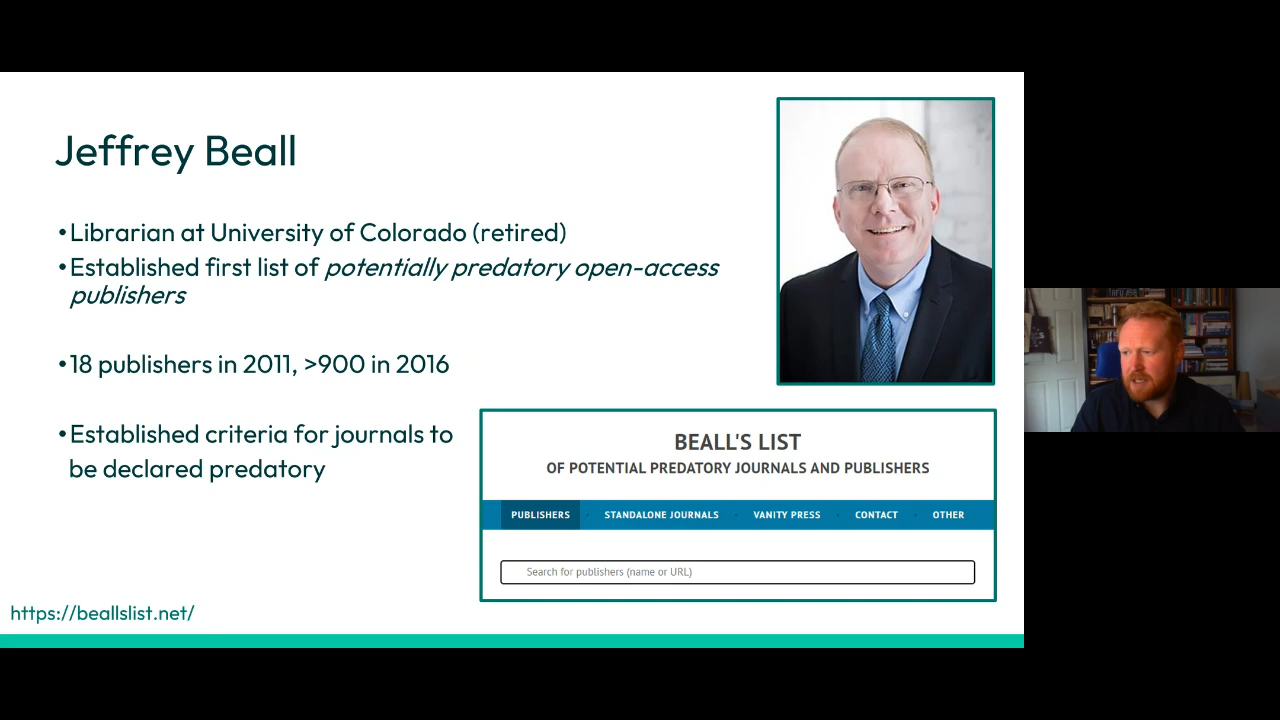 Jeffrey Beall
•Librarian at University of Colorado (retired)
•Established first list of potentially predatory open-access
publishers
•18 publishers in 2011, >900 in 2016
•Established criteria for journals to
be declared predatory
BEALL'S LIST
OF POTENTIAL PREDATORY JOURNALS AND PUBLISHERS
PUBLISHERS STANDALONE JOURNALS VANITY PRESS CONTACT OTHER
Search for publishers (name or URL)
https://beallslist.net/